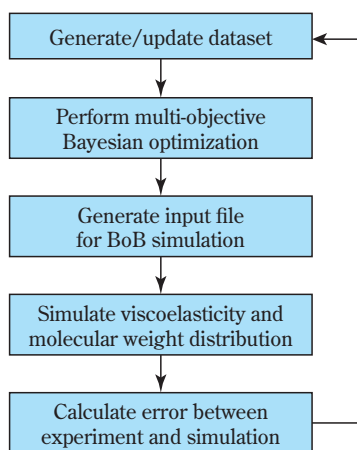 Generate/update dataset
Perform multi-objective
Bayesian optimization
Generate input file
for BoB simulation
Simulate viscoelasticity and
molecular weight distribution
Calculate error between
experiment and simulation